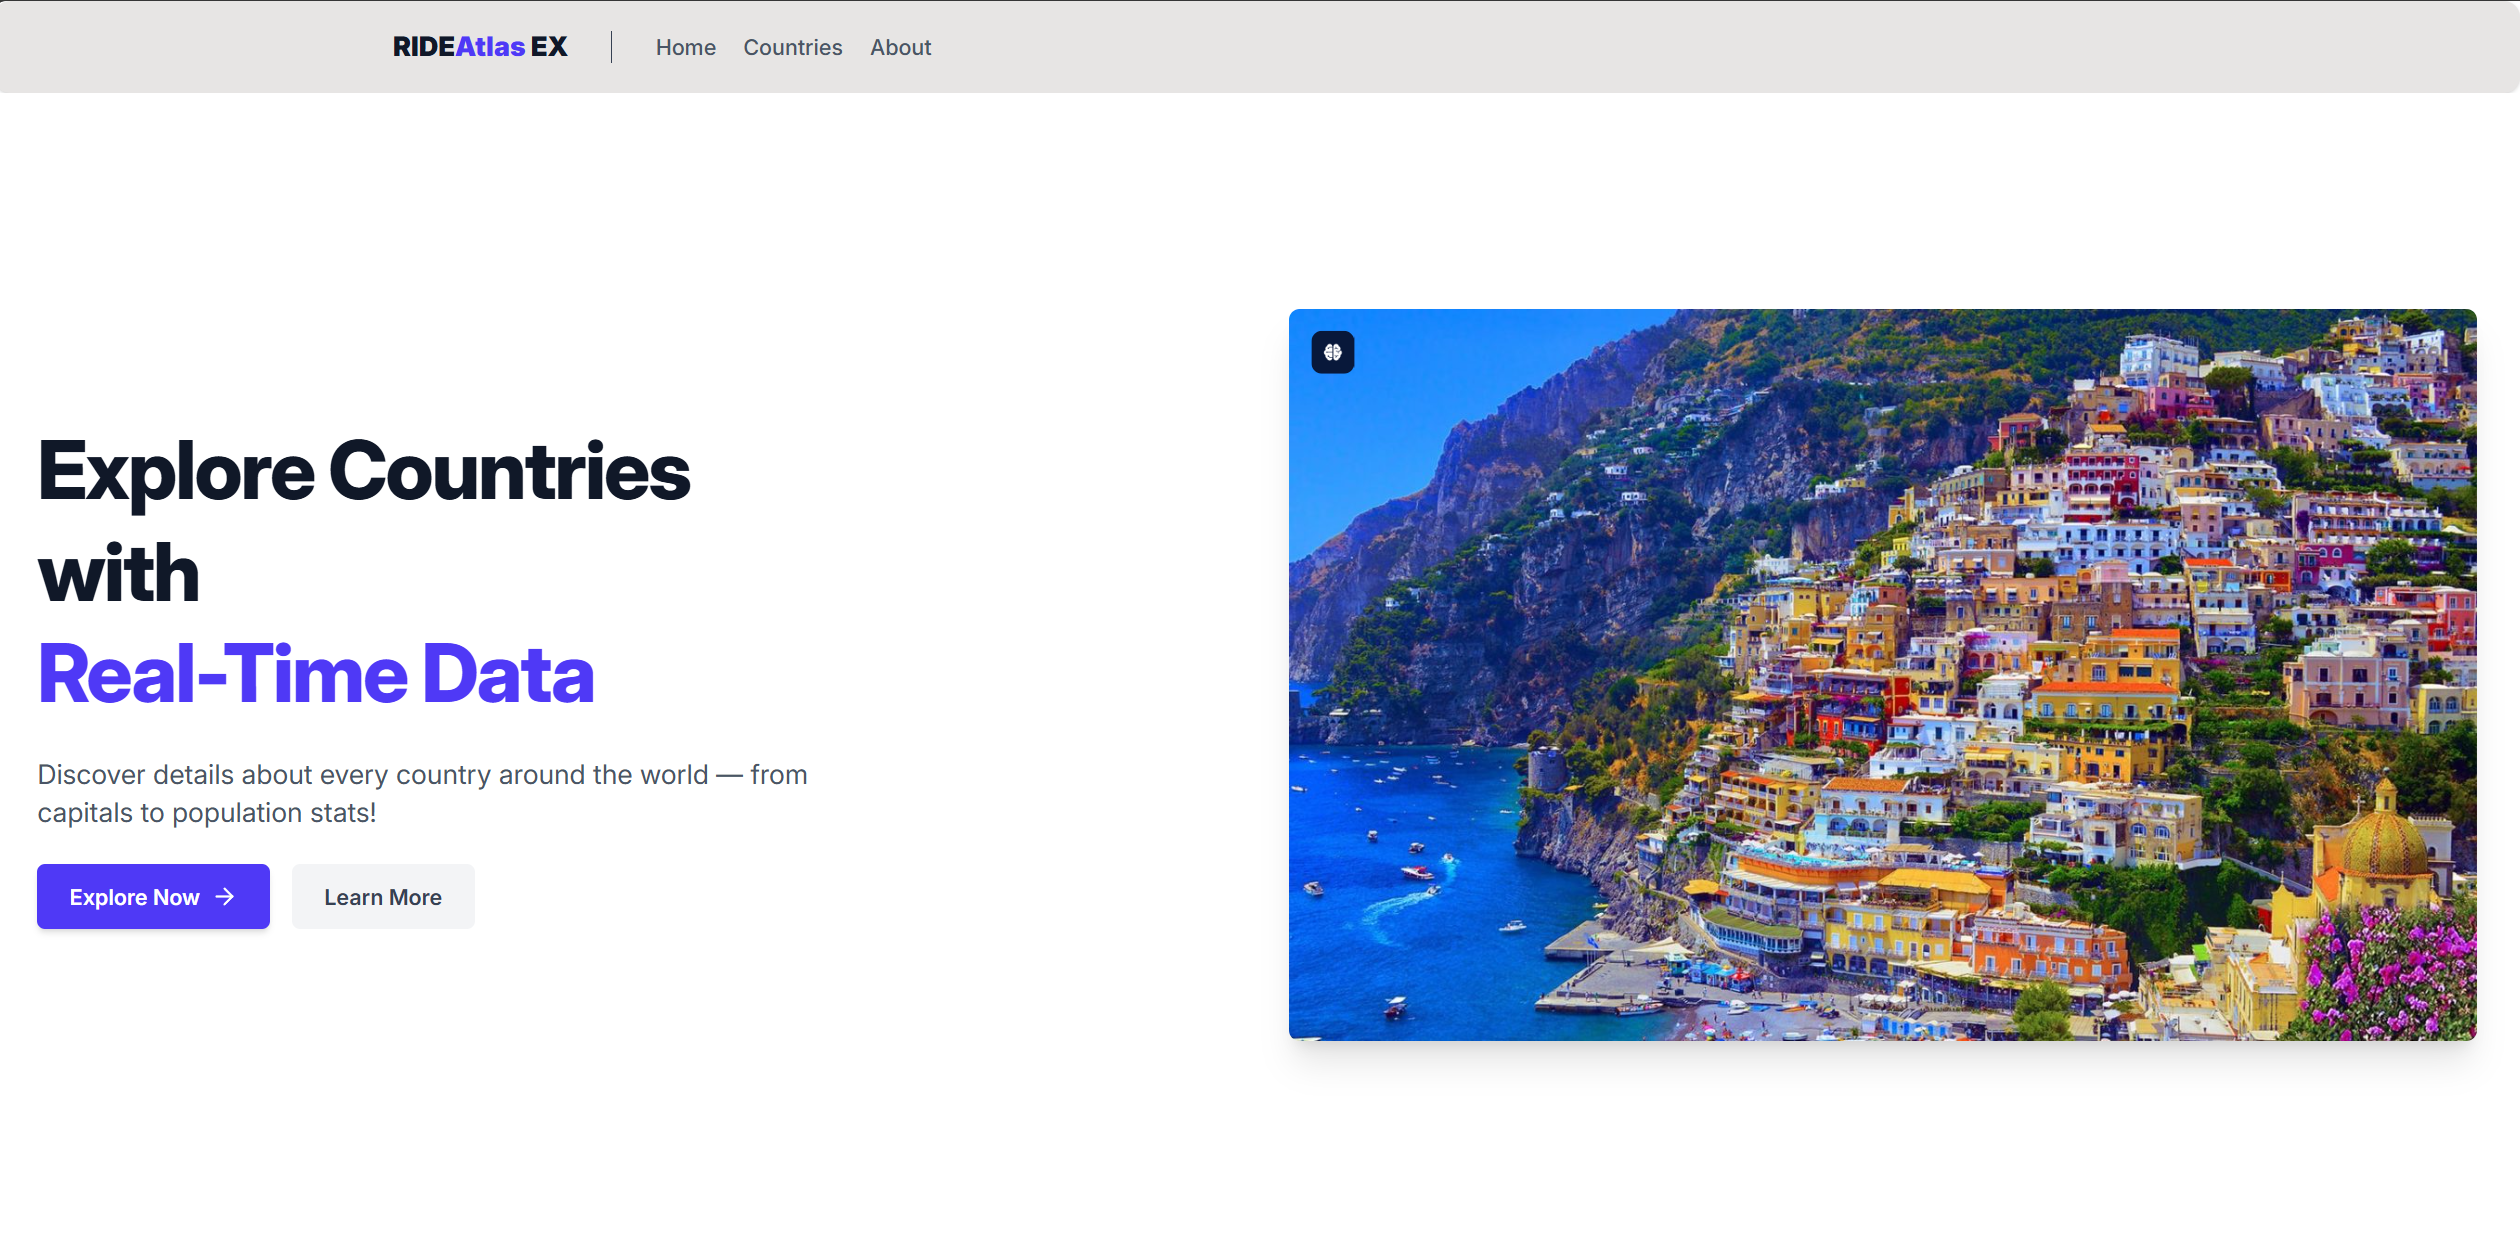 RIDEAtlas EX
Home Countries About
Explore Countries
with
Real-Time Data
Discover details about every country around the world — from
capitals to population stats!
Explore Now
Learn More